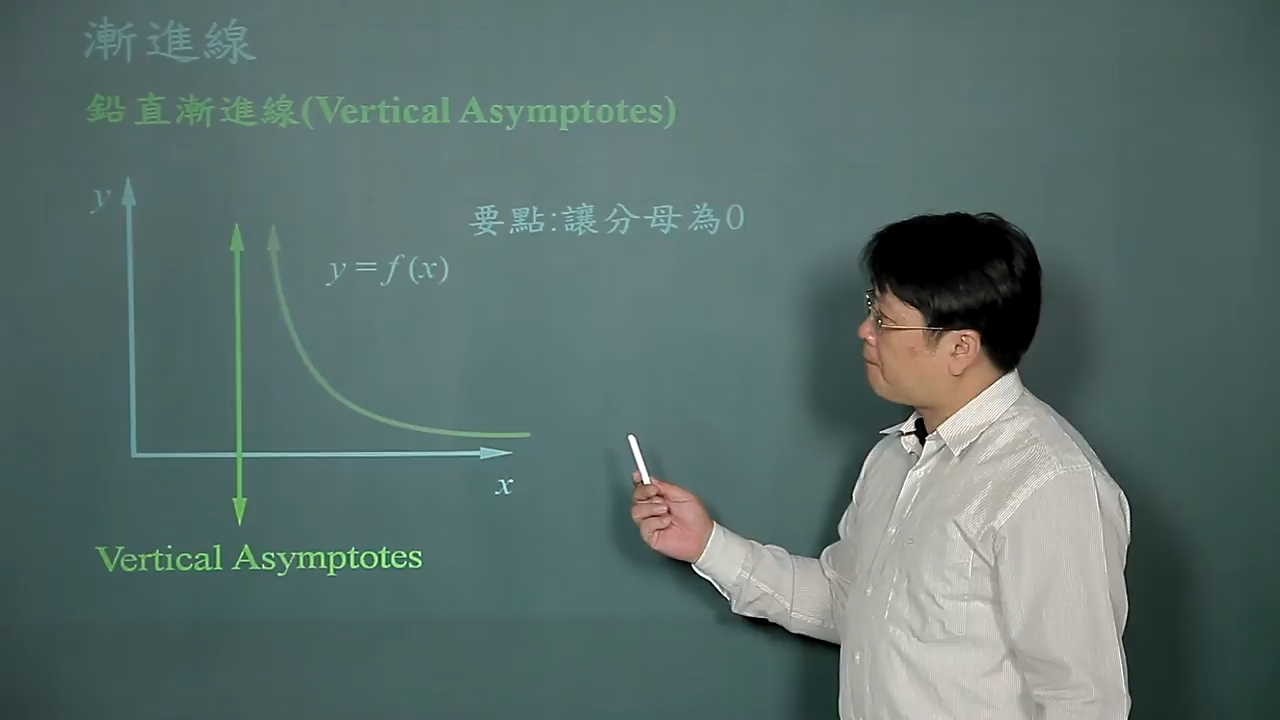 漸進線
鉛直漸進線(Vertical Asymptotes)
y
要點:讓分母為0
y = f (x)
x
Vertical Asymptotes